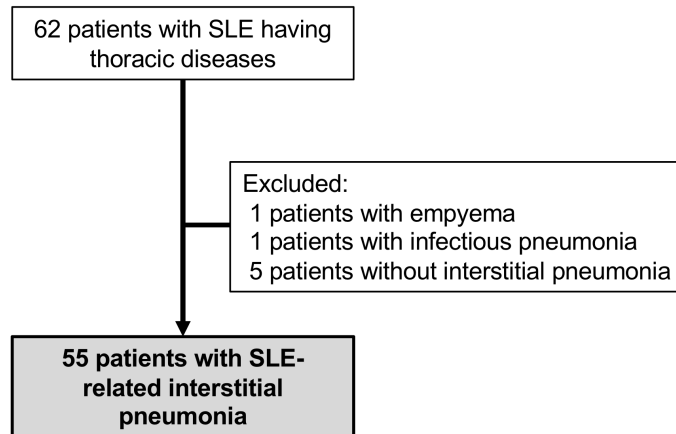 62 patients with SLE having
thoracic diseases
Excluded:
1 patients with empyema
1 patients with infectious pneumonia
5 patients without interstitial pneumonia
55 patients with SLE-
related interstitial
pneumonia